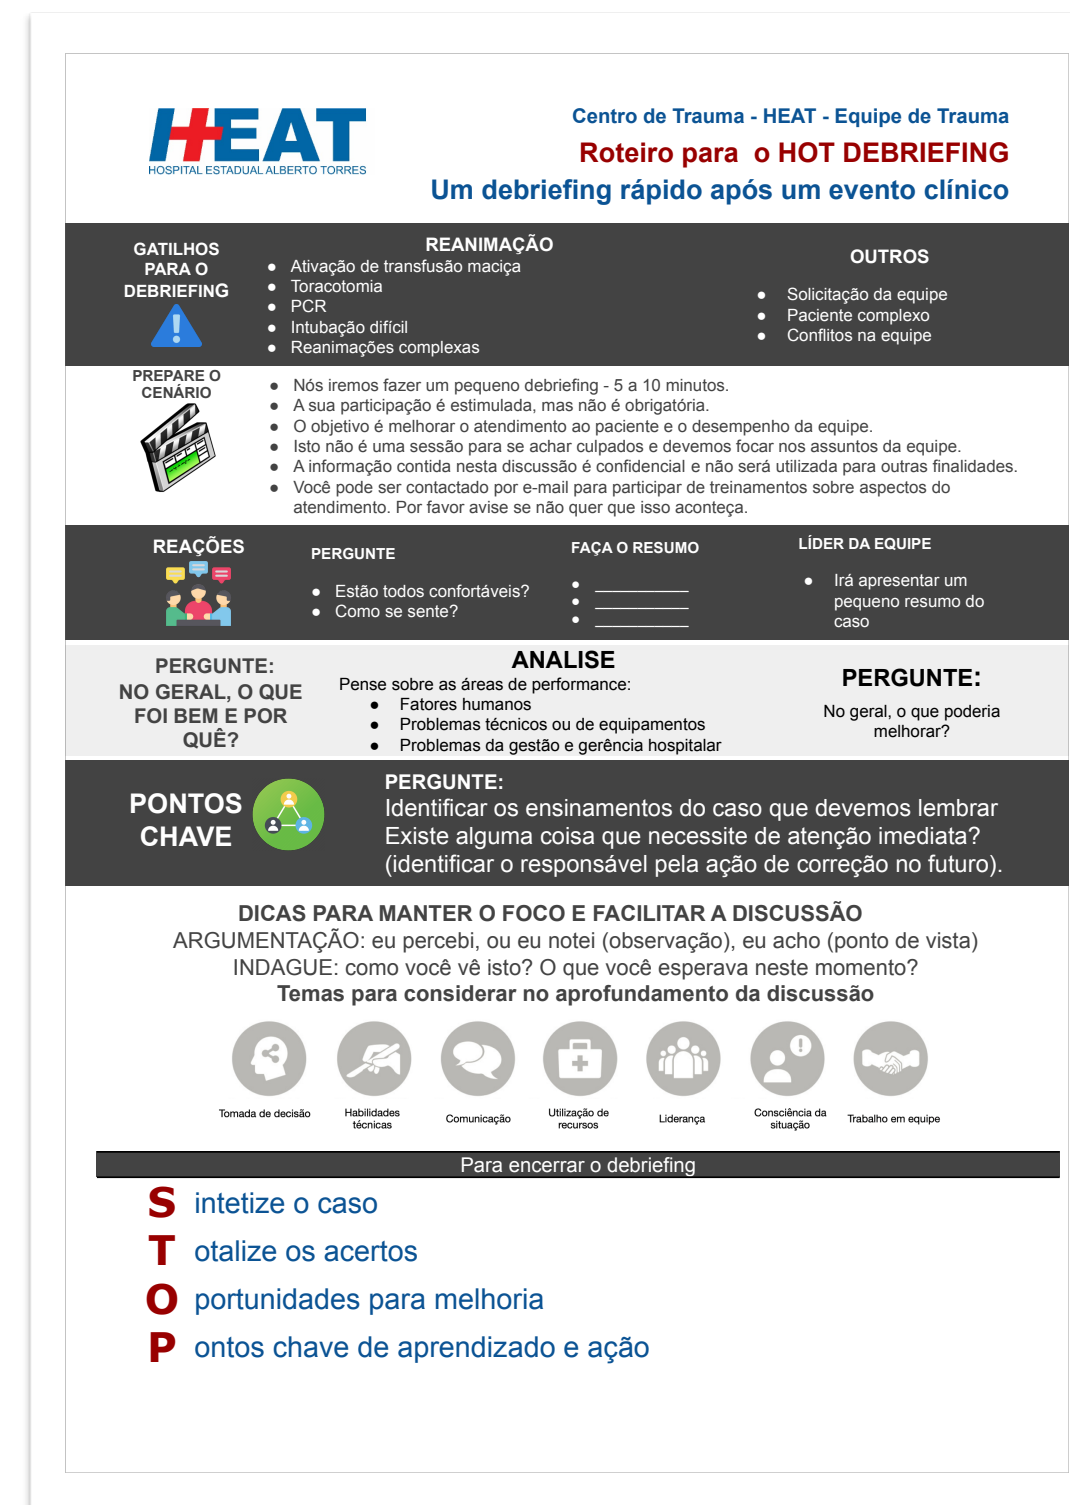 HEAT
HOSPITAL ESTADUAL ALBERTO TORRES
Centro de Trauma - HEAT - Equipe de Trauma
Roteiro para o HOT DEBRIEFING
Um debriefing rápido após um evento clínico
GATILHOS
PARA O
DEBRIEFING
REANIMAÇÃO
● Ativação de transfusão maciça
● Toracotomia
● PCR
● Intubação difícil
● Reanimações complexas
OUTROS
● Solicitação da equipe
● Paciente complexo
● Conflitos na equipe
PREPARE O
CENÁRIO
● Nós iremos fazer um pequeno debriefing - 5 a 10 minutos.
● A sua participação é estimulada, mas não é obrigatória.
● O objetivo é melhorar o atendimento ao paciente e o desempenho da equipe.
● Isto não é uma sessão para se achar culpados e devemos focar nos assuntos da equipe.
● A informação contida nesta discussão é confidencial e não será utilizada para outras finalidades.
● Você pode ser contactado por e-mail para participar de treinamentos sobre aspectos do
atendimento. Por favor avise se não quer que isso aconteça.
REAÇÕES
PERGUNTE
● Estão todos confortáveis?
● Como se sente?
FAÇA O RESUMO
● ___________
● ___________
● ___________
LÍDER DA EQUIPE
● Irá apresentar um
pequeno resumo do
caso
PERGUNTE:
NO GERAL, O QUE
FOI BEM E POR
QUÊ?
ANALISE
Pense sobre as áreas de performance:
● Fatores humanos
● Problemas técnicos ou de equipamentos
● Problemas da gestão e gerência hospitalar
PERGUNTE:
No geral, o que poderia
melhorar?
PONTOS
CHAVE
PERGUNTE:
Identificar os ensinamentos do caso que devemos lembrar
Existe alguma coisa que necessite de atenção imediata?
(identificar o responsável pela ação de correção no futuro).
DICAS PARA MANTER O FOCO E FACILITAR A DISCUSSÃO
ARGUMENTAÇÃO: eu percebi, ou eu notei (observação), eu acho (ponto de vista)
INDAGUE: como você vê isto? O que você esperava neste momento?
Temas para considerar no aprofundamento da discussão
Tomada de decisão
Habilidades
técnicas
Comunicação
Utilização de
recursos
Liderança
Consciência da
situação
Trabalho em equipe
Para encerrar o debriefing
S intetize o caso
T otalize os acertos
O portunidades para melhoria
P ontos chave de aprendizado e ação